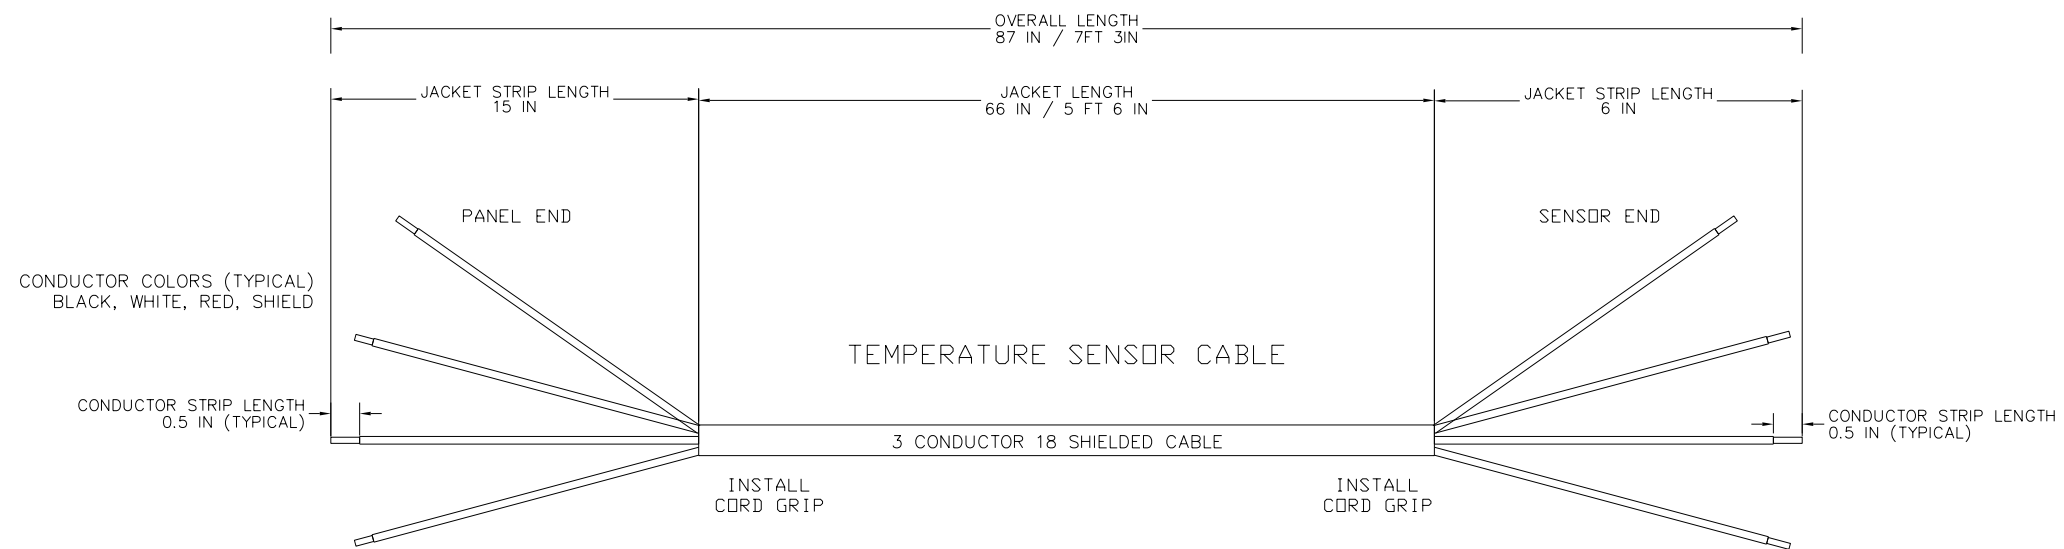 OVERALL LENGTH
87 IN / 7FT 3IN
JACKET STRIP LENGTH
15 IN
JACKET LENGTH
66 IN / 5 FT 6 IN
JACKET STRIP LENGTH
6 IN
PANEL END
SENSOR END
CONDUCTOR COLORS (TYPICAL)
BLACK, WHITE, RED, SHIELD
TEMPERATURE SENSOR CABLE
CONDUCTOR STRIP LENGTH
0.5 IN (TYPICAL)
CONDUCTOR STRIP LENGTH
0.5 IN (TYPICAL)
3 CONDUCTOR 18 SHIELDED CABLE
INSTALL
CORD GRIP
INSTALL
CORD GRIP